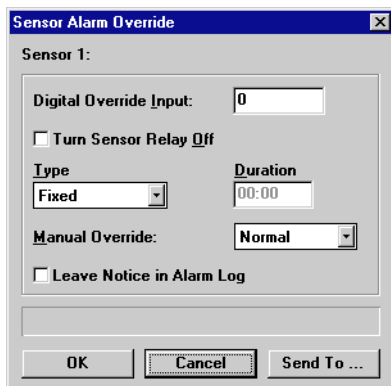 Sensor Alarm Override
Sensor 1:
Digital Override Input: 0
Turn Sensor Relay Off
Type Duration
Fixed 00:00
Manual Override: Normal
Leave Notice in Alarm Log
OK Cancel Send To ...